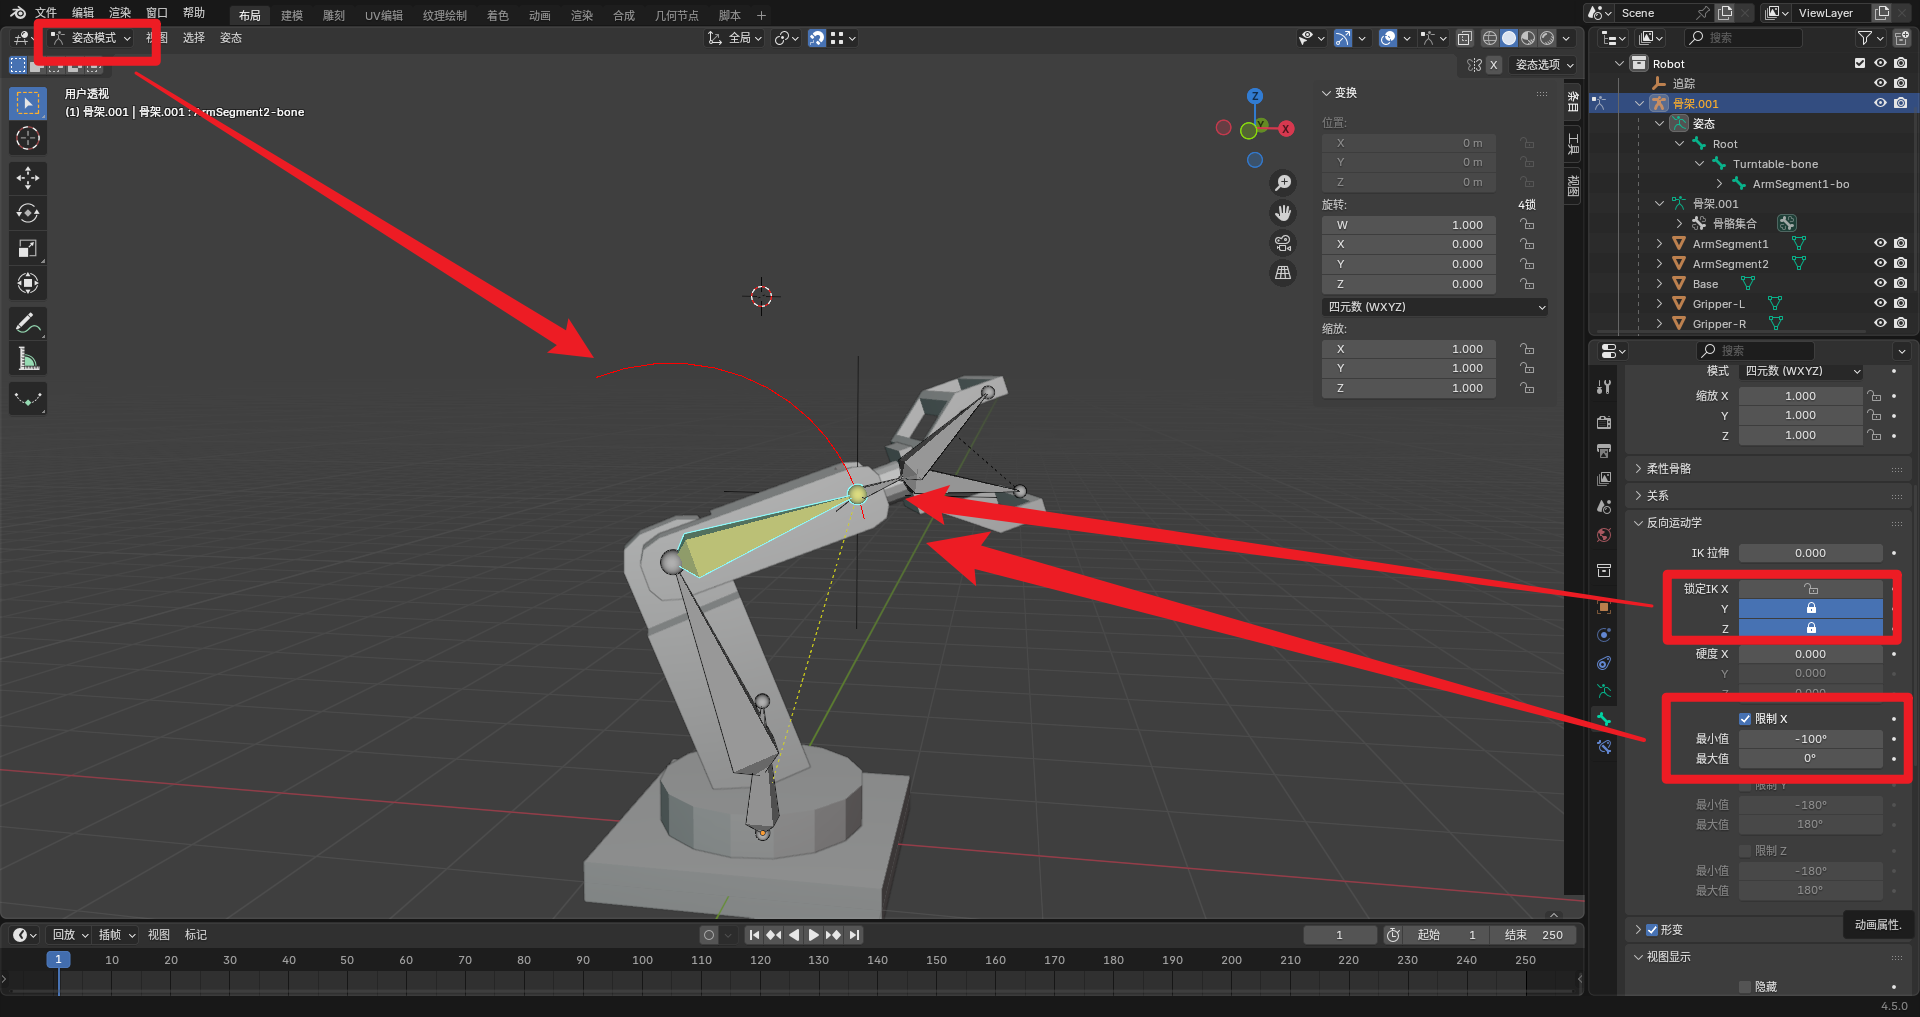 文件 编辑 渲染 窗口 帮助 布局 建模 雕刻 UV编辑 纹理绘制 着色 动画 渲染 合成 几何节点 脚本 + Scene ViewLayer
姿态模式 视图 选择 姿态 全局 搜索
X 姿态选项
用户透视
(1) 骨架.001 | 骨架.001 : ArmSegment2-bone
Z
Y
X
条目
工具
视图
变换
位置:
X 0 m
Y 0 m
Z 0 m
旋转: 4锁
W 1.000
X 0.000
Y 0.000
Z 0.000
四元数 (WXYZ)
缩放:
X 1.000
Y 1.000
Z 1.000
Robot
追踪
骨架.001
姿态
Root
Turntable-bone
ArmSegment1-bo
骨架.001
骨骼集合
ArmSegment1
ArmSegment2
Base
Gripper-L
Gripper-R
搜索
模式 四元数 (WXYZ)
缩放 X 1.000
Y 1.000
Z 1.000
柔性骨骼
关系
反向运动学
IK 拉伸 0.000
锁定IK X
Y
Z
硬度 X 0.000
Y 0.000
Z 0.000
限制 X
最小值 -100°
最大值 0°
限制 Y
最小值 -180°
最大值 180°
限制 Z
最小值 -180°
最大值 180°
形变
动画属性.
视图显示
隐藏
回放 插帧 视图 标记 1 起始 1 结束 250
1 10 20 30 40 50 60 70 80 90 100 110 120 130 140 150 160 170 180 190 200 210 220 230 240 250
4.5.0